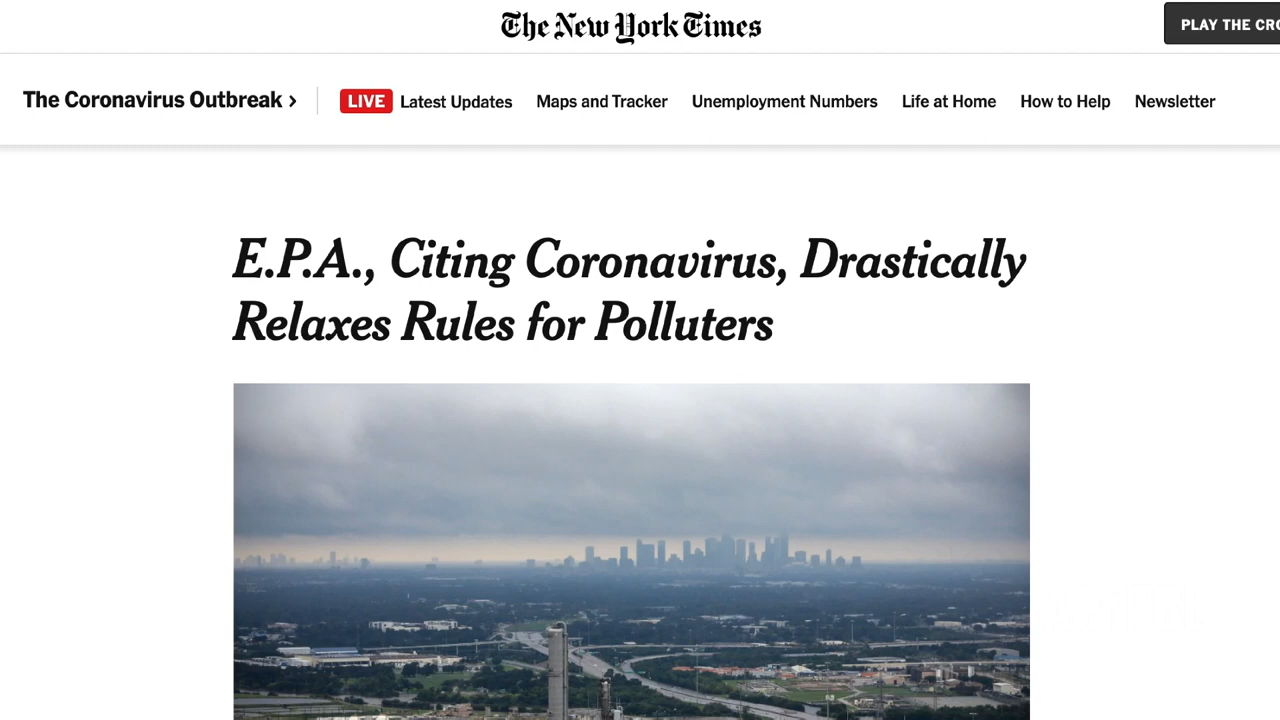 The New York Times
PLAY THE
The Coronavirus Outbreak ›
LIVE Latest Updates Maps and Tracker Unemployment Numbers Life at Home How to Help Newsletter
E.P.A., Citing Coronavirus, Drastically
Relaxes Rules for Polluters